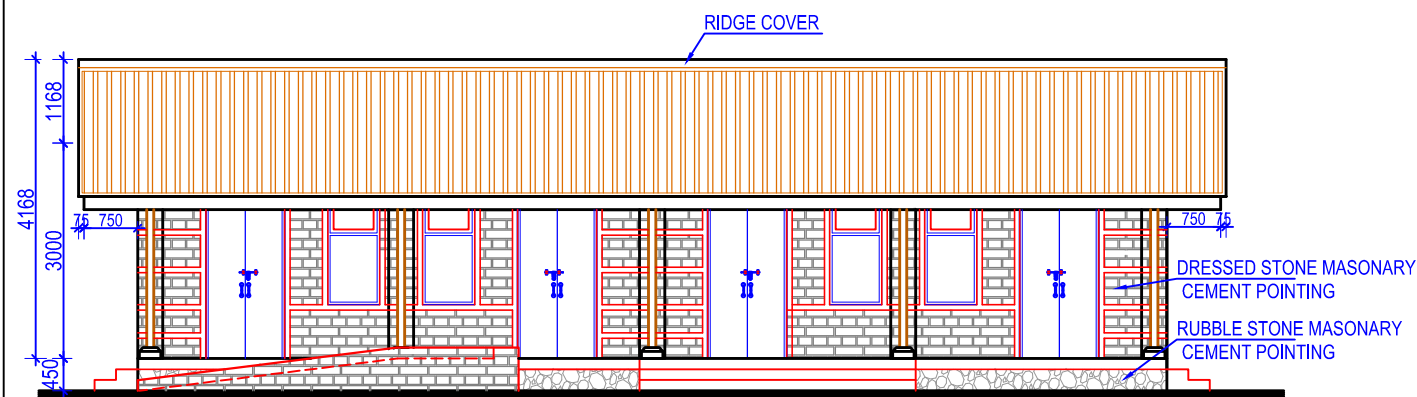 RIDGE COVER
1168
4168
3000
75 750
750 75
DRESSED STONE MASONARY
CEMENT POINTING
RUBBLE STONE MASONARY
CEMENT POINTING
450